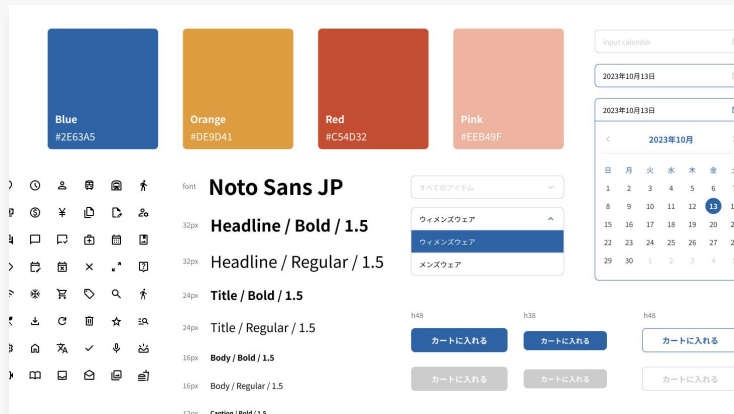 Blue
#2E63A5
Orange
#DE9D41
Red
#C54D32
Pink
#EEB49F
input calendar
2023年10月13日
2023年10月13日
2023年10月
日 月 火 水 木 金
1 2 3 4 5 6
8 9 10 11 12 13
15 16 17 18 19 20
22 23 24 25 26 27
29 30 1 2 3 4
font Noto Sans JP
32px Headline / Bold / 1.5
32px Headline / Regular / 1.5
24px Title / Bold / 1.5
24px Title / Regular / 1.5
16px Body / Bold / 1.5
16px Body / Regular / 1.5
12px Caption / Bold / 1.5
すべてのアイテム
ウィメンズウェア
ウィメンズウェア
メンズウェア
h48 h38 h48
カートに入れる カートに入れる カートに入れる
カートに入れる カートに入れる カートに入れる